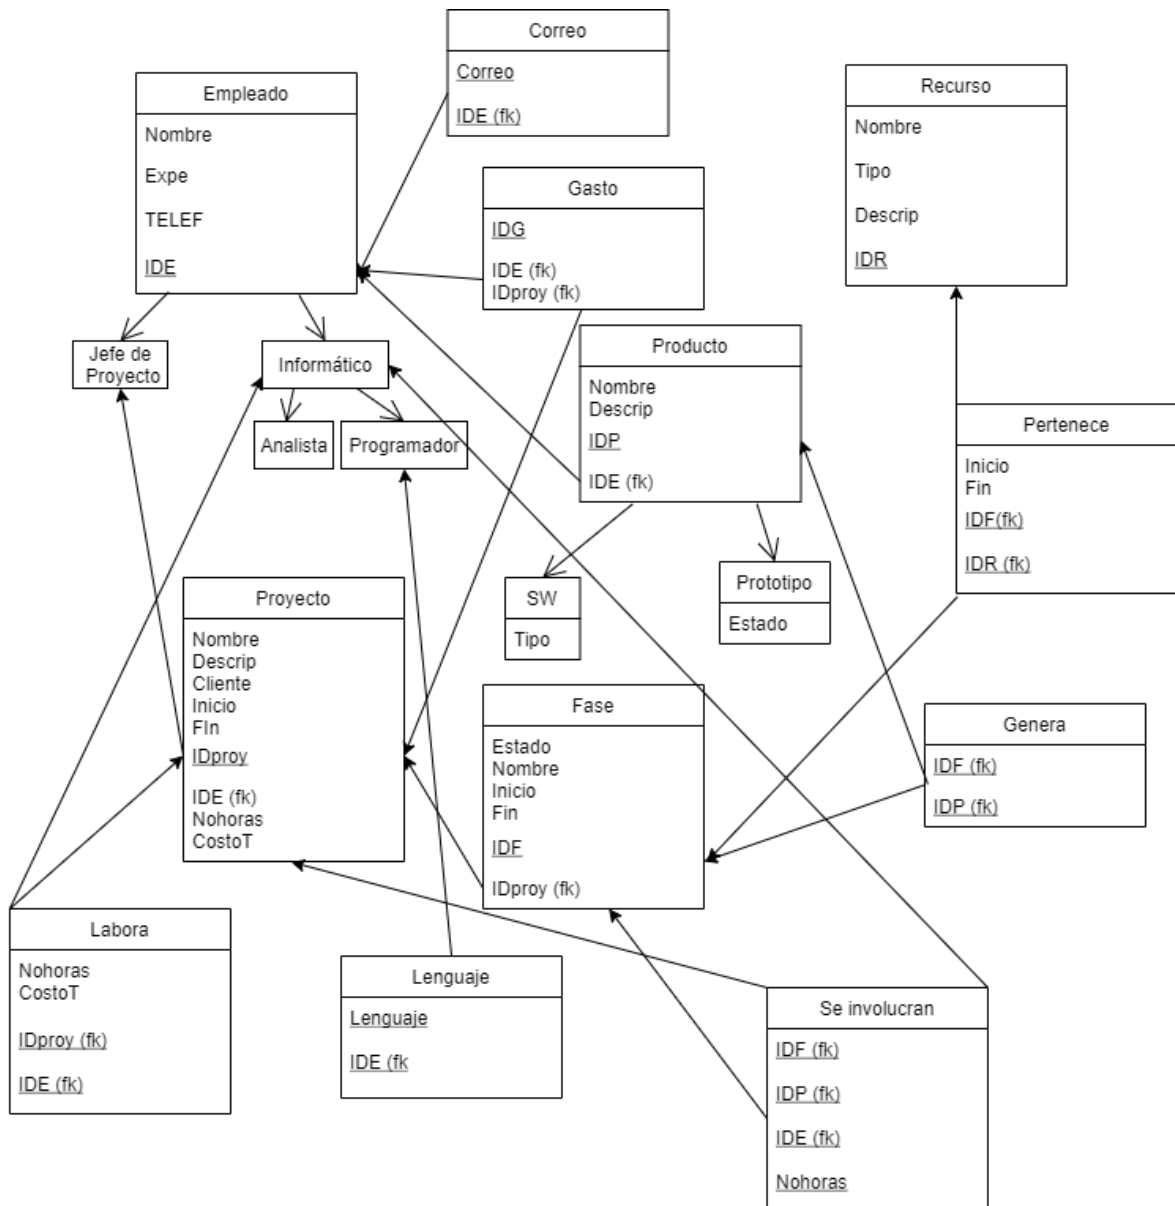 Correo
Correo
IDE (fk)
Empleado
Nombre
Expe
TELEF
IDE
Recurso
Nombre
Tipo
Descrip
IDR
Gasto
IDG
IDE (fk)
IDproy (fk)
Jefe de
Proyecto
Informático
Analista
Programador
Producto
Nombre
Descrip
IDP
IDE (fk)
Pertenece
Inicio
Fin
IDF(fk)
IDR (fk)
SW
Tipo
Prototipo
Estado
Proyecto
Nombre
Descrip
Cliente
Inicio
FIn
IDproy
IDE (fk)
Nohoras
CostoT
Fase
Estado
Nombre
Inicio
Fin
IDF
IDproy (fk)
Genera
IDF (fk)
IDP (fk)
Labora
Nohoras
CostoT
IDproy (fk)
IDE (fk)
Lenguaje
Lenguaje
IDE (fk
Se involucran
IDF (fk)
IDP (fk)
IDE (fk)
Nohoras